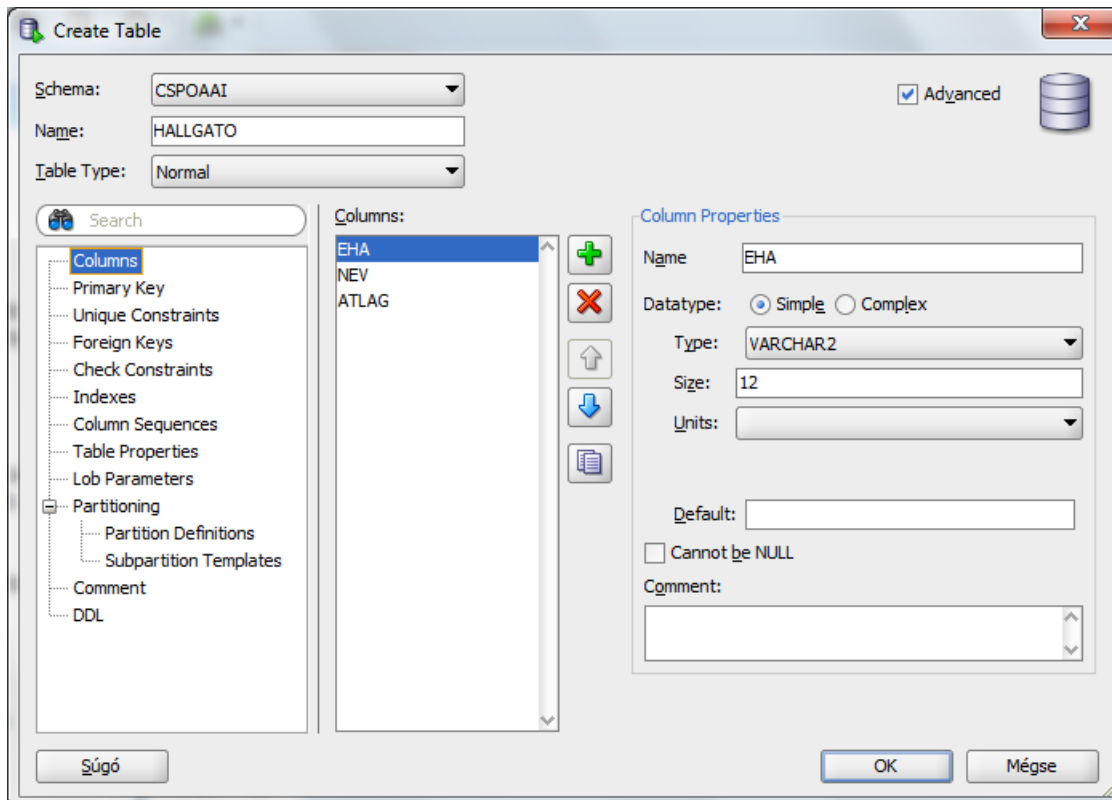 Create Table
Schema: CSPOAAI
Advanced
Name: HALLGATO
Table Type: Normal
Search
Columns
Primary Key
Unique Constraints
Foreign Keys
Check Constraints
Indexes
Column Sequences
Table Properties
Lob Parameters
Partitioning
Partition Definitions
Subpartition Templates
Comment
DDL
Columns:
EHA
NEV
ATLAG
Column Properties
Name EHA
Datatype: Simple Complex
Type: VARCHAR2
Size: 12
Units:
Default:
Cannot be NULL
Comment:
Súgó
OK
Mégse